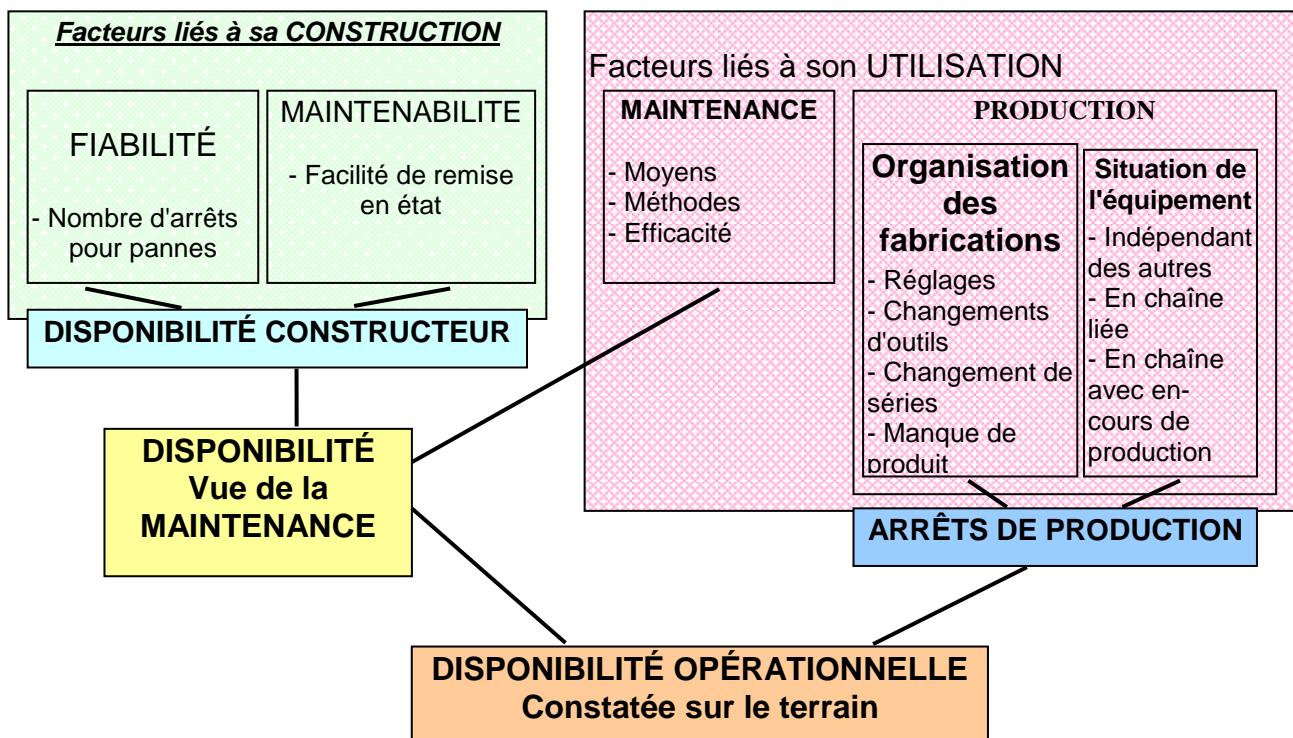 Facteurs liés à sa CONSTRUCTION
FIABILITÉ
- Nombre d'arrêts
pour pannes
MAINTENABILITE
- Facilité de remise
en état
DISPONIBILITÉ CONSTRUCTEUR
Facteurs liés à son UTILISATION
MAINTENANCE
- Moyens
- Méthodes
- Efficacité
PRODUCTION
Organisation
des
fabrications
- Réglages
- Changements
d'outils
- Changement de
séries
- Manque de
produit
Situation de
l'équipement
- Indépendant
des autres
- En chaîne
liée
- En chaîne
avec en-
cours de
production
ARRÊTS DE PRODUCTION
DISPONIBILITÉ
Vue de la
MAINTENANCE
DISPONIBILITÉ OPÉRATIONNELLE
Constatée sur le terrain